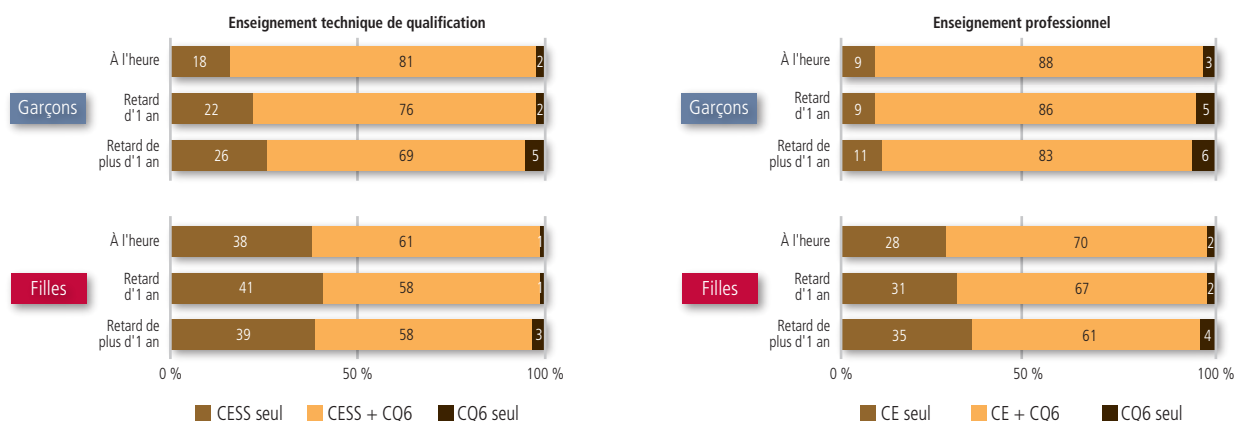 Enseignement technique de qualification
Garçons
À l'heure
18 81 2
Retard
d'1 an
22 76 2
Retard de
plus d'1 an
26 69 5
Filles
À l'heure
38 61 1
Retard
d'1 an
41 58 1
Retard de
plus d'1 an
39 58 3
0 % 50 % 100 %
CESS seul CESS + CQ6 CQ6 seul
Enseignement professionnel
Garçons
À l'heure
9 88 3
Retard
d'1 an
9 86 5
Retard de
plus d'1 an
11 83 6
Filles
À l'heure
28 70 2
Retard
d'1 an
31 67 2
Retard de
plus d'1 an
35 61 4
0 % 50 % 100 %
CE seul CE + CQ6 CQ6 seul